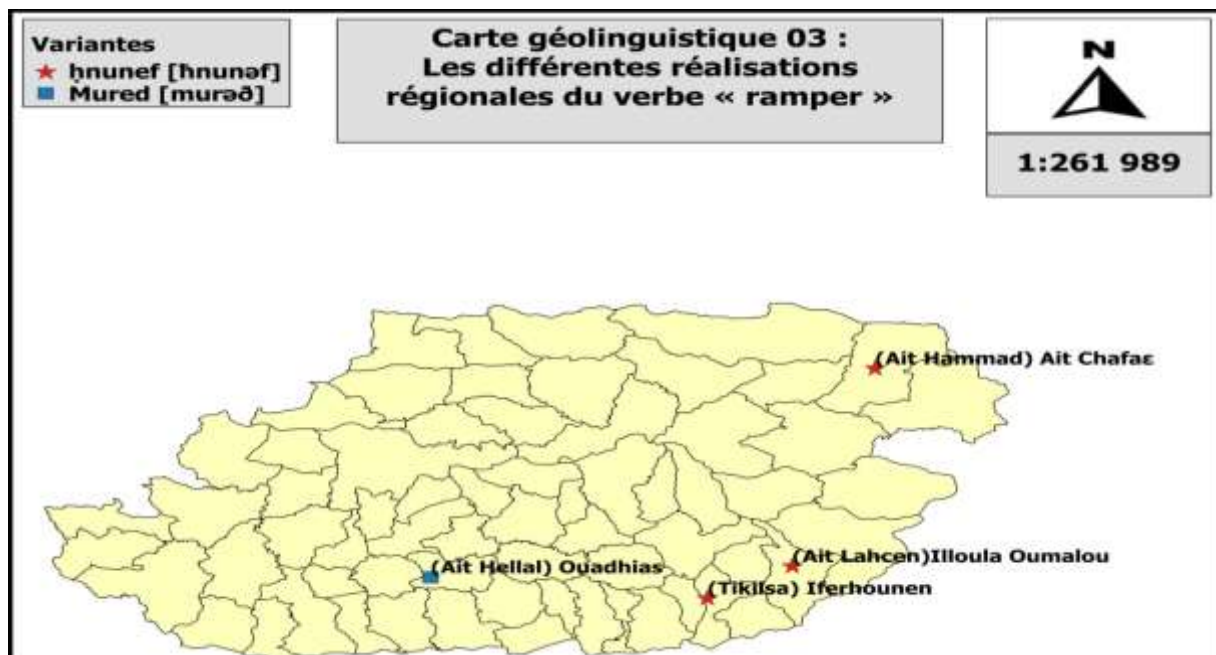 Variantes
ḥnunef [ħnunəf]
Mured [murəð]
Carte géolinguistique 03 :
Les différentes réalisations
régionales du verbe « ramper »
N
1:261 989
(Ait Hammad) Ait Chafaɛ
(Ait Lahcen)Illoula Oumalou
(Ait Hellal) Ouadhias
(Tikilsa) Iferhounen